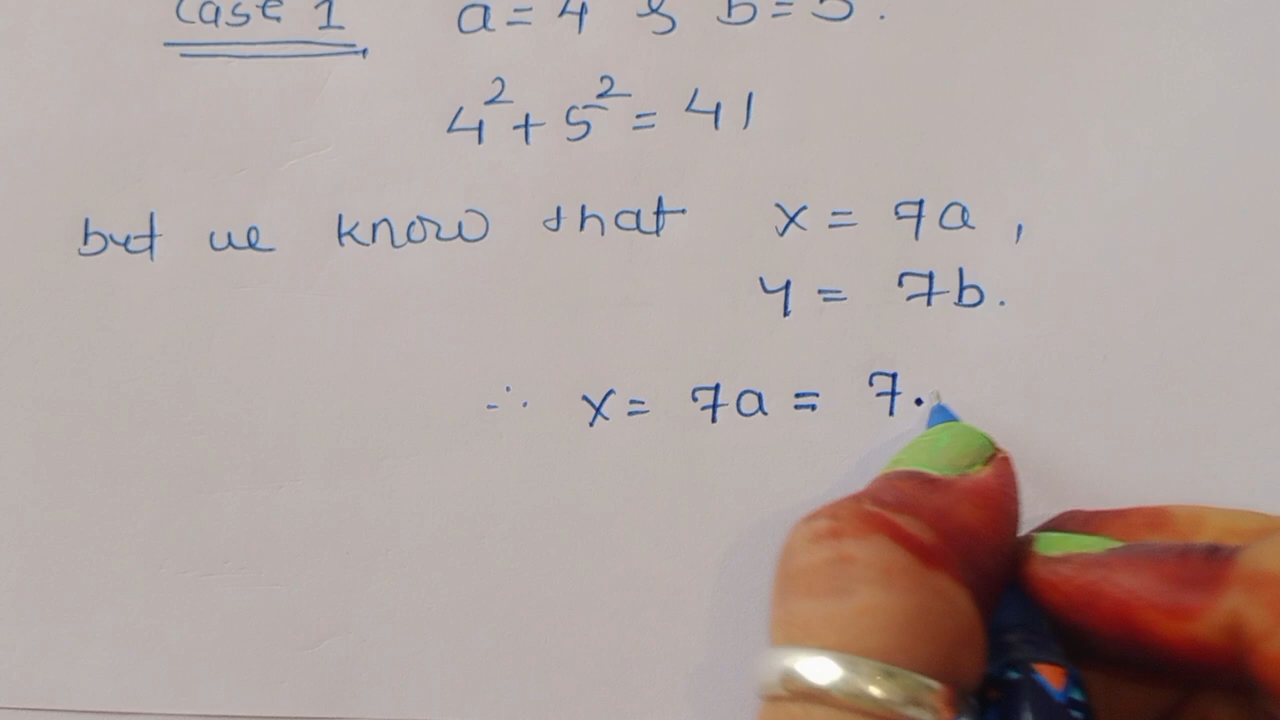 Case 1 a = 4 & b = 5.
4² + 5² = 41
but we know that x = 7a,
y = 7b.
∴ x = 7a = 7.